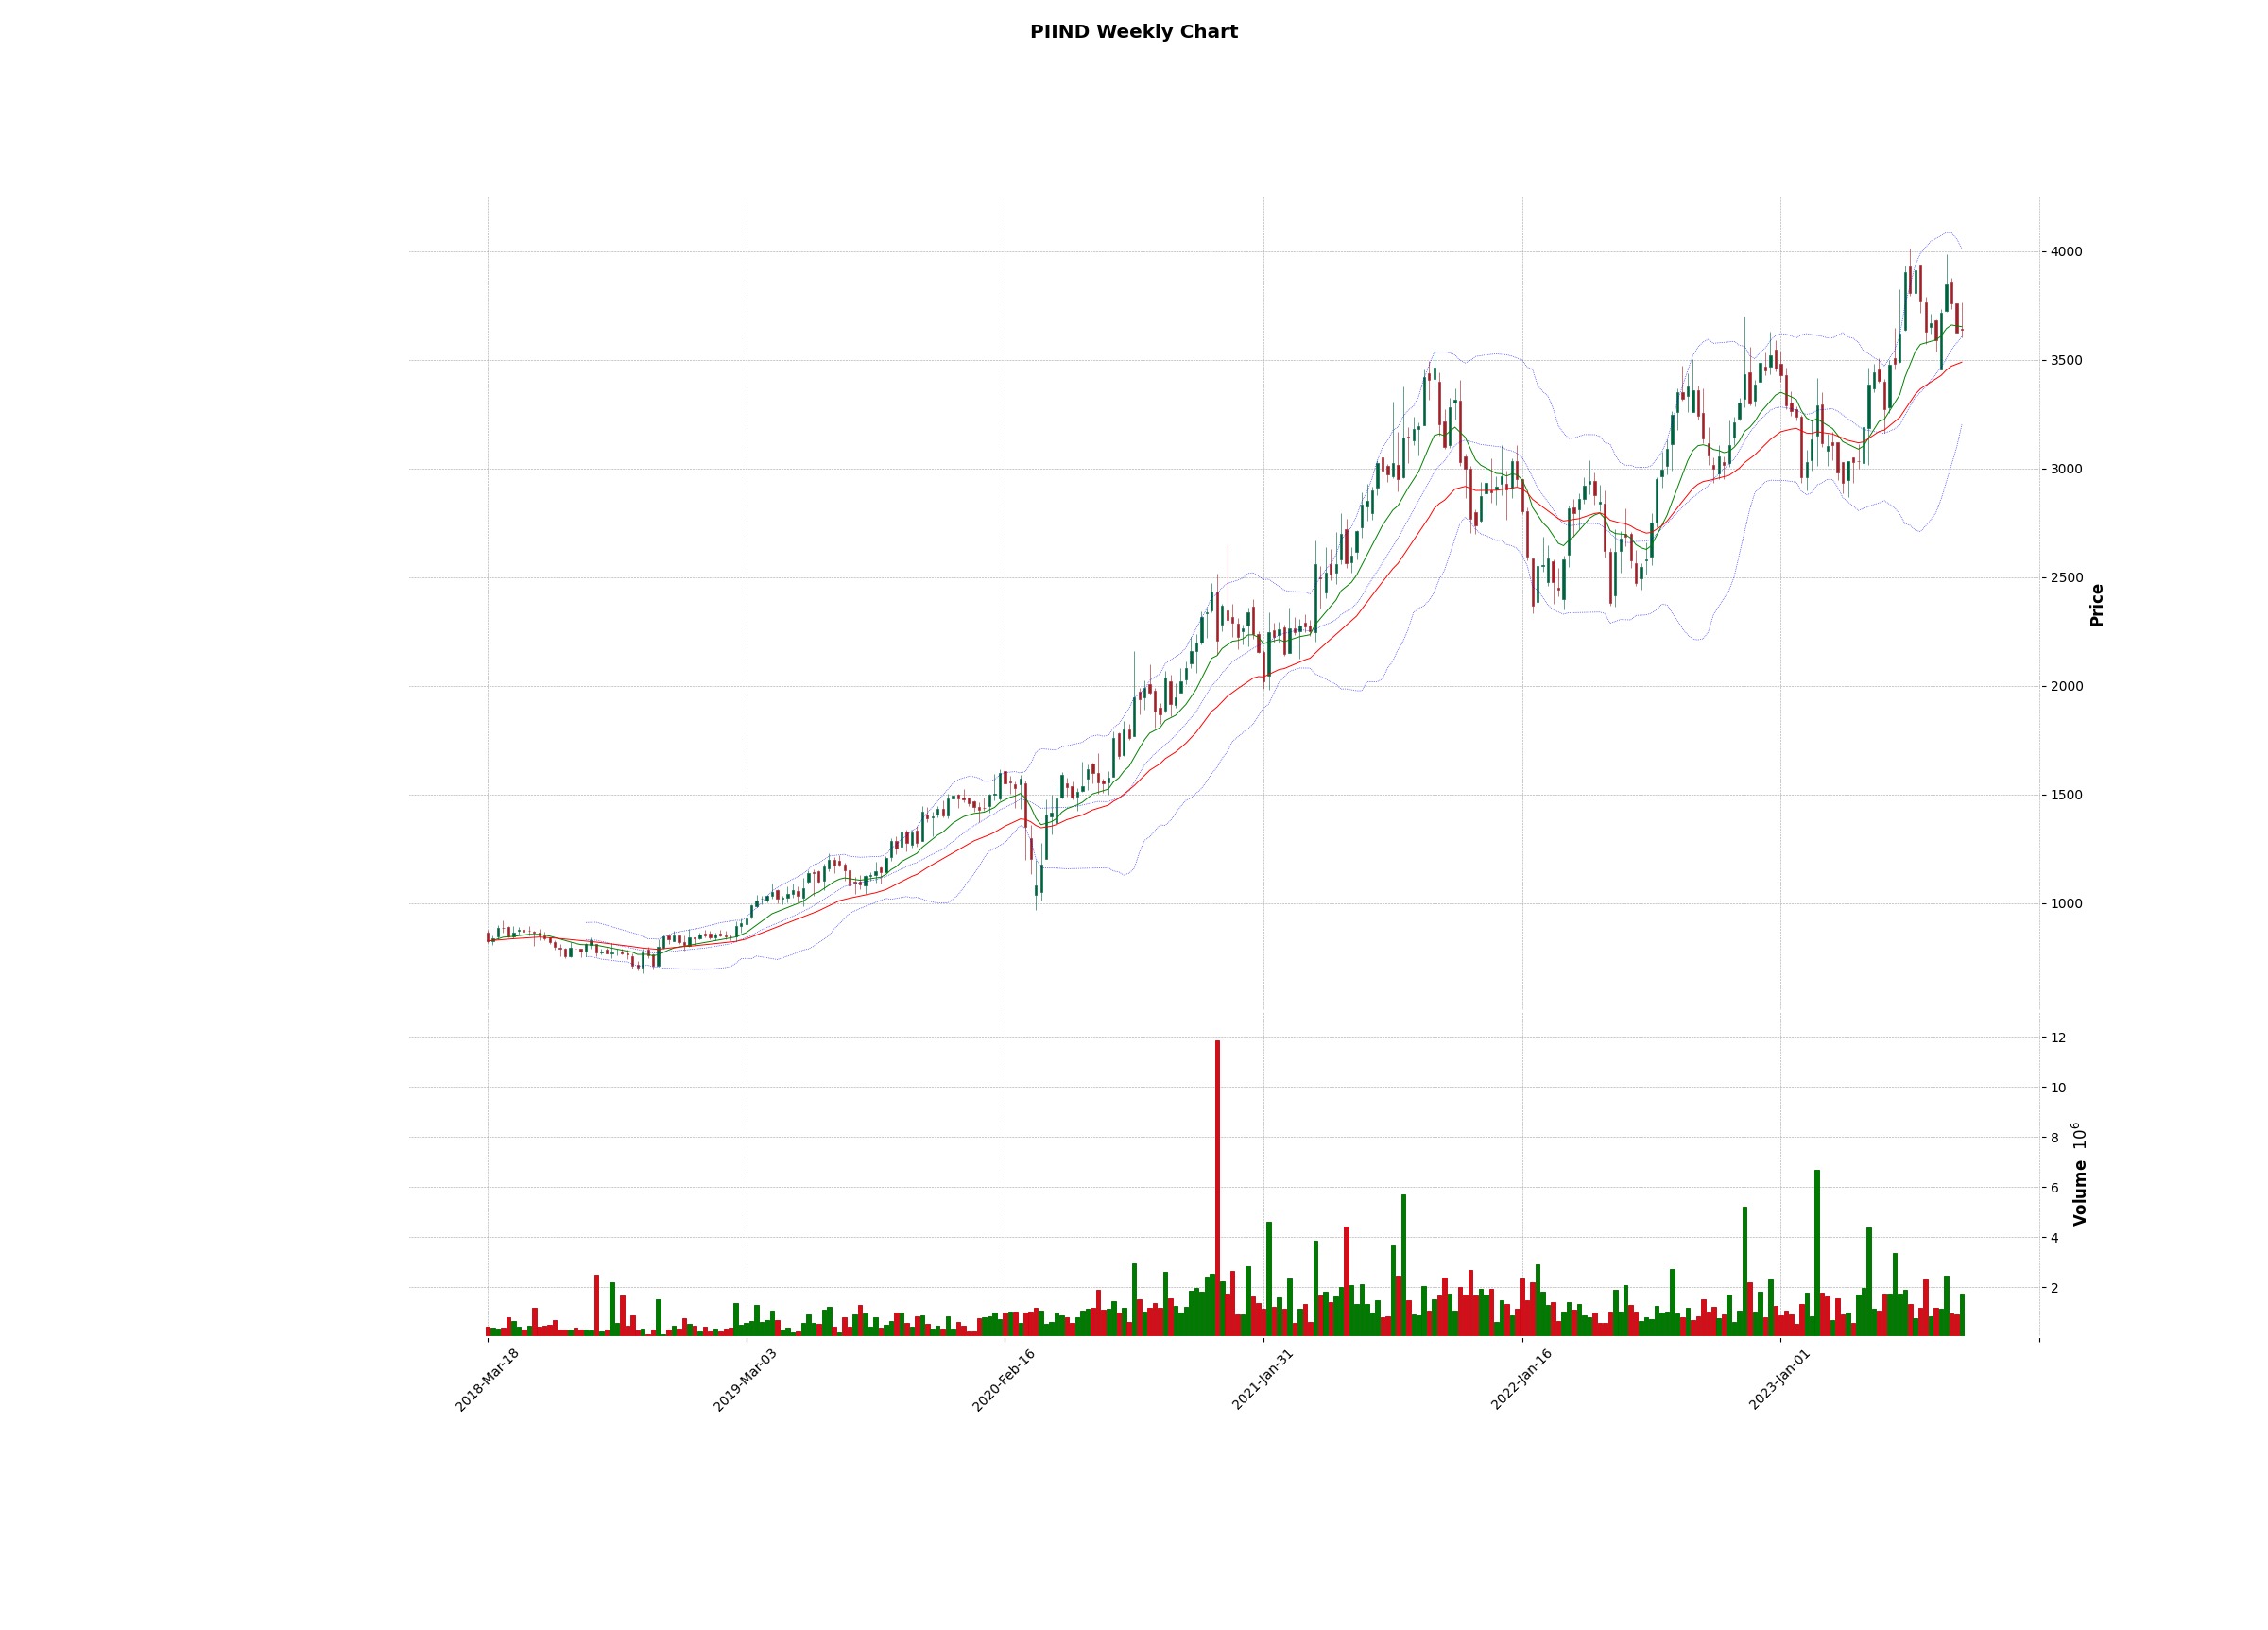 PIIND Weekly Chart
4000
3500
3000
2500
2000
1500
1000
Price
12
10
8
6
4
2
Volume 10^6
2018-Mar-18
2019-Mar-03
2020-Feb-16
2021-Jan-31
2022-Jan-16
2023-Jan-01